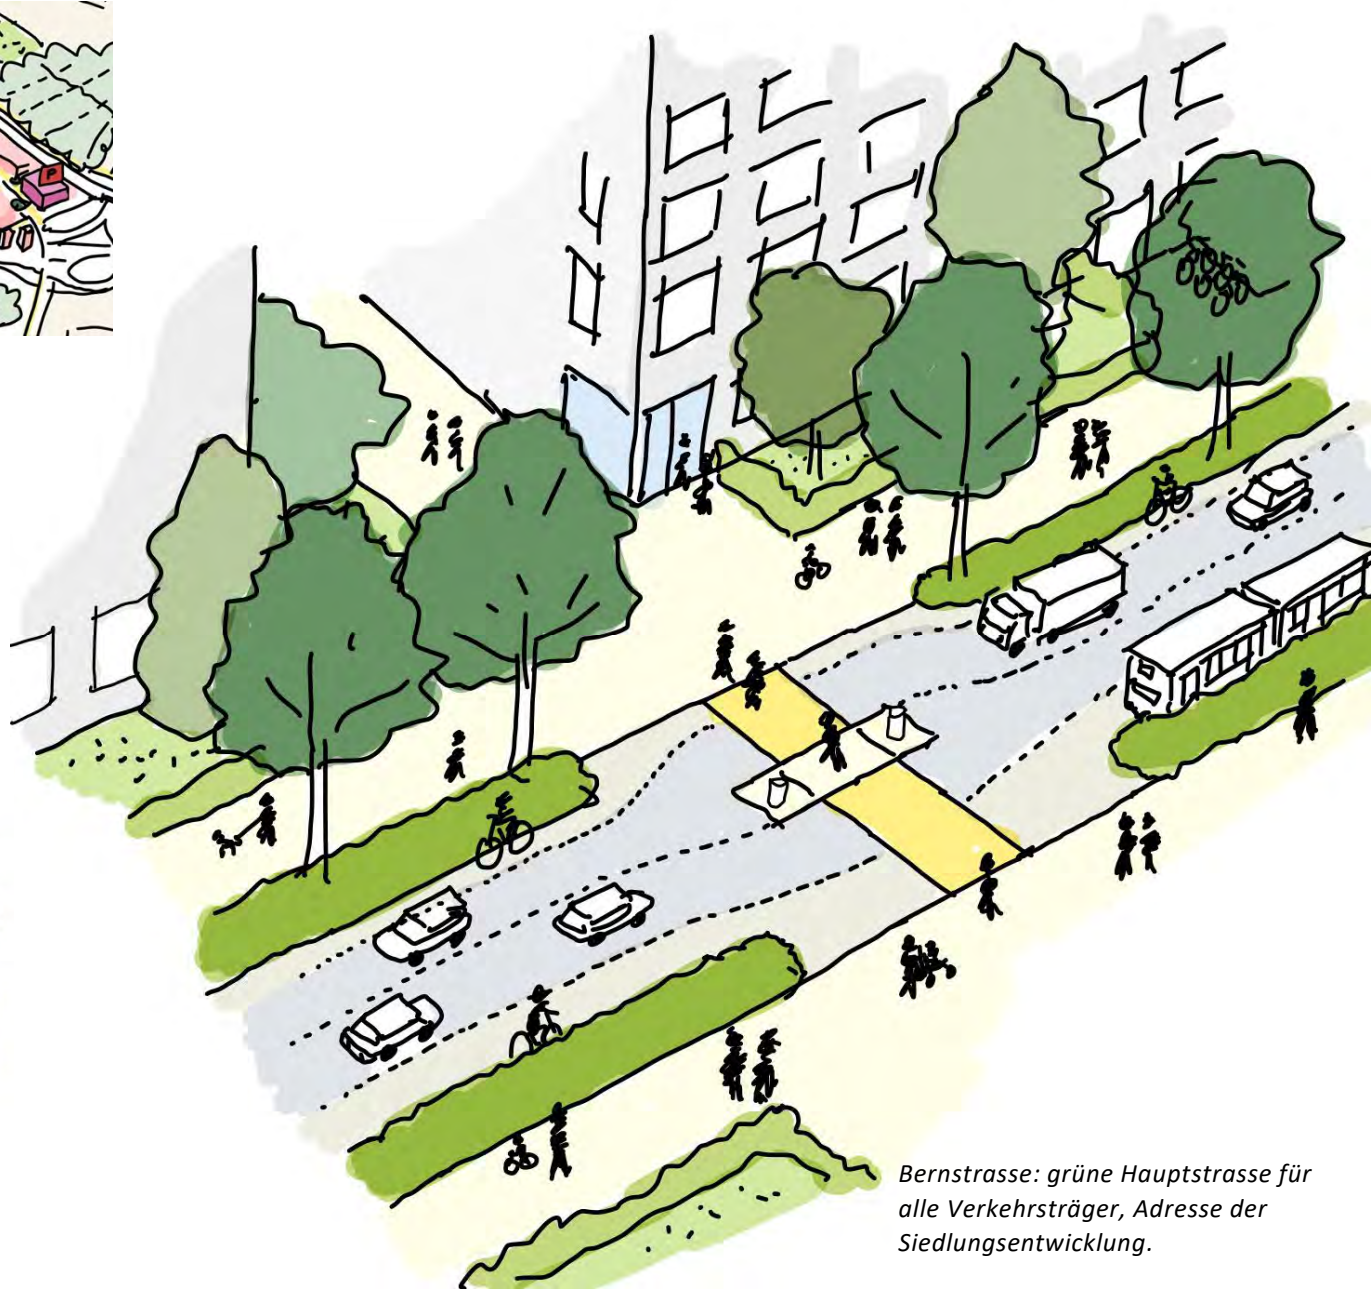 P
Bernstrasse: grüne Hauptstrasse für
alle Verkehrsträger, Adresse der
Siedlungsentwicklung.